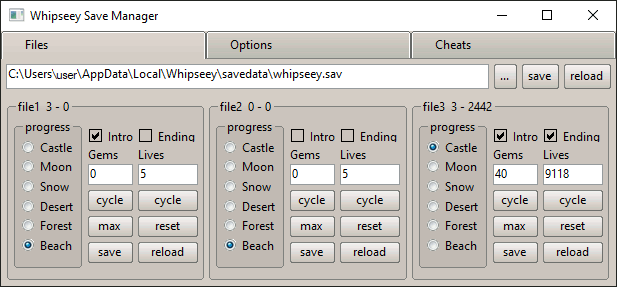 Whipseey Save Manager
Files Options Cheats
C:\Users\user\AppData\Local\Whipseey\savedata\whipseey.sav ... save reload
file1 3 - 0 file2 0 - 0 file3 3 - 2442
progress Intro Ending progress Intro Ending progress Intro Ending
Castle Gems Lives Castle Gems Lives Castle Gems Lives
Moon 0 5 Moon 0 5 Moon 40 9118
Snow cycle cycle Snow cycle cycle Snow cycle cycle
Desert Desert Desert
Forest max reset Forest max reset Forest max reset
Beach save reload Beach save reload Beach save reload